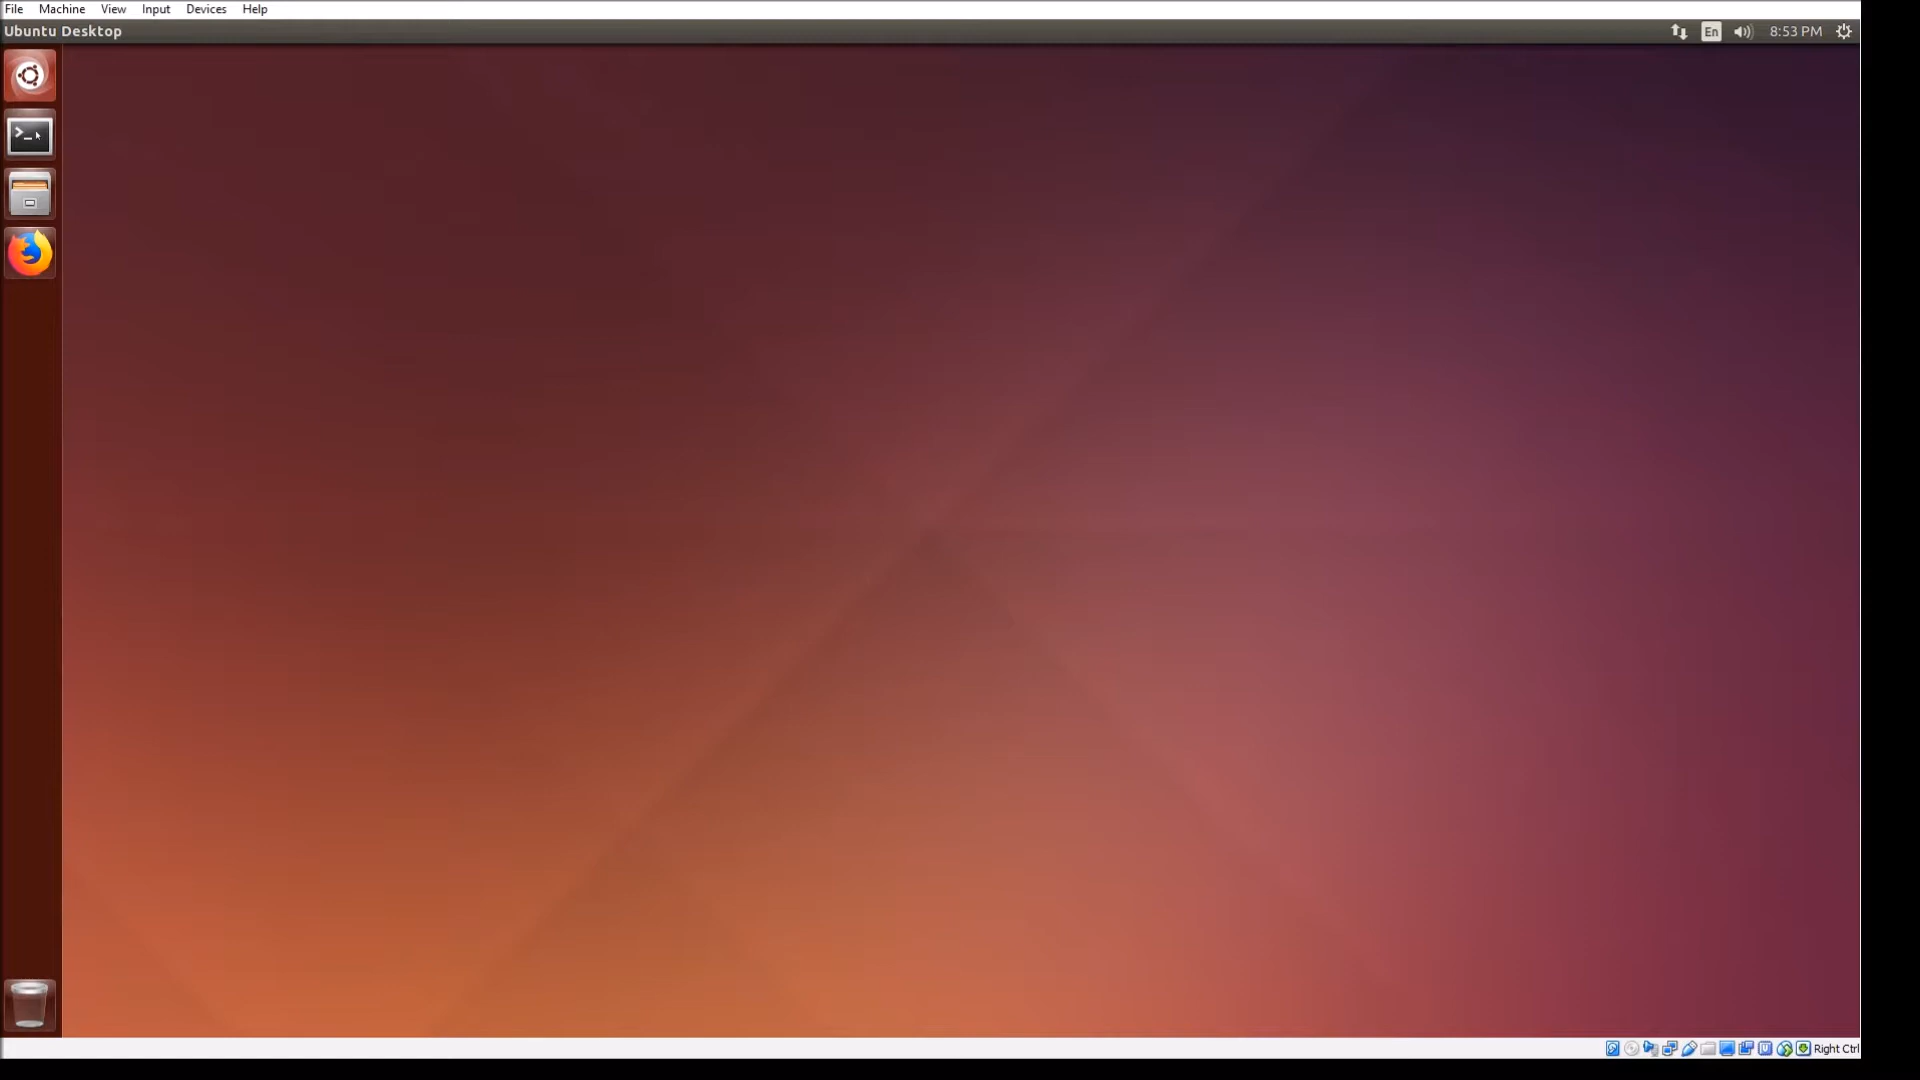 File Machine View Input Devices Help
Ubuntu Desktop En 8:53 PM
>_
Right Ctrl